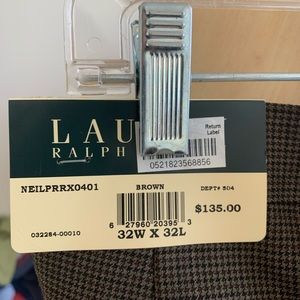 LAU
RALPH
Return
Label
0521823568856
NEILPRRX0401
BROWN
DEPT# 504
$135.00
6 27960 20395 3
032284-00010
32W X 32L